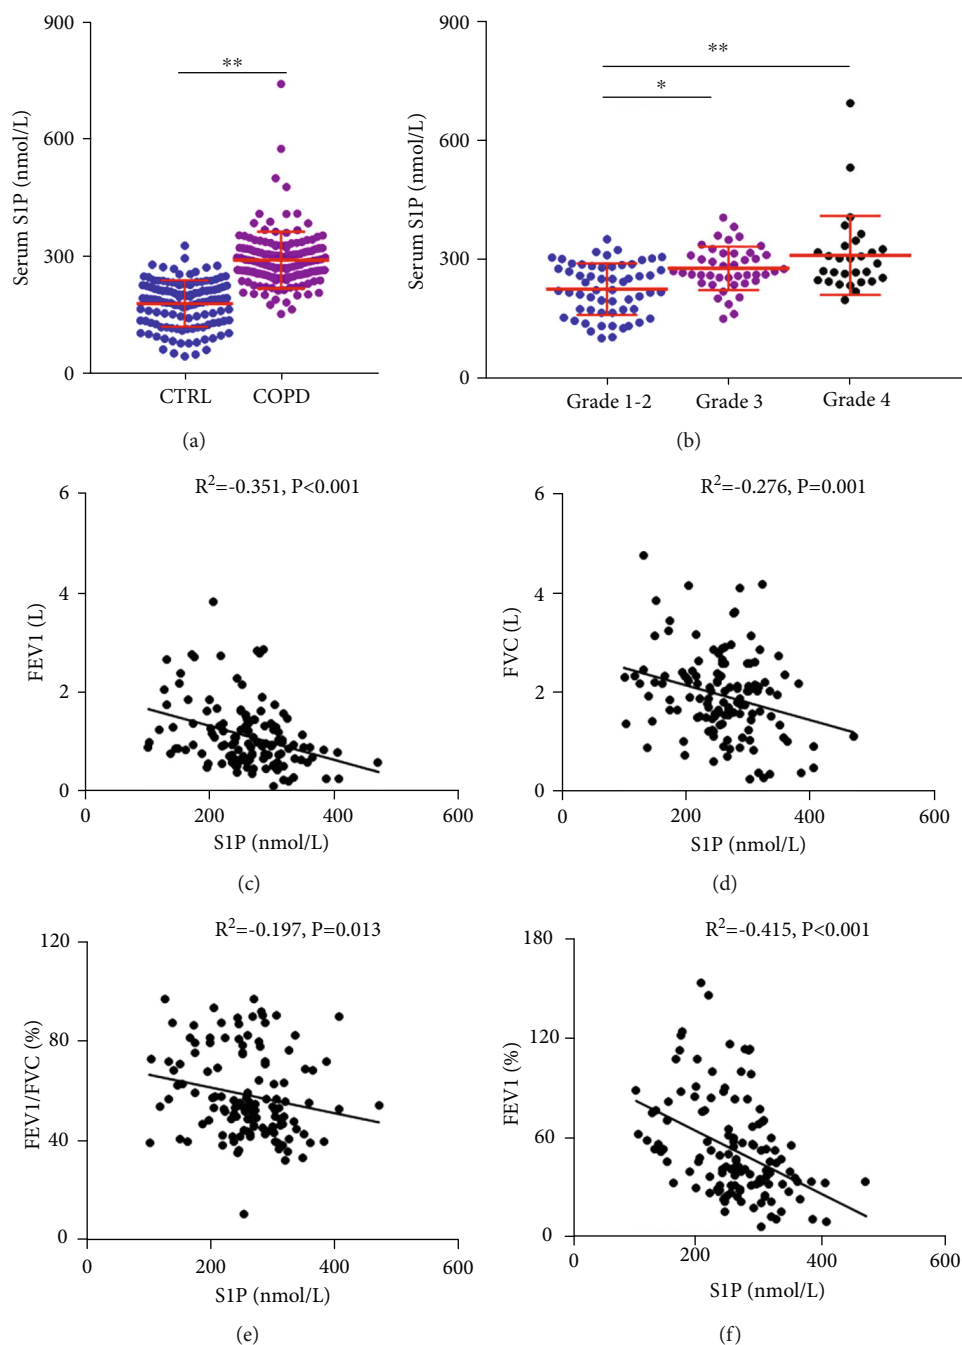 900
600
300
0
Serum S1P (nmol/L)
**
CTRL
COPD
(a)
900
600
300
0
Serum S1P (nmol/L)
**
*
Grade 1-2
Grade 3
Grade 4
(b)
R²=-0.351, P<0.001
6
4
2
0
FEV1 (L)
0
200
400
600
S1P (nmol/L)
(c)
R²=-0.276, P=0.001
6
4
2
0
FVC (L)
0
200
400
600
S1P (nmol/L)
(d)
R²=-0.197, P=0.013
120
80
40
0
FEV1/FVC (%)
0
200
400
600
S1P (nmol/L)
(e)
R²=-0.415, P<0.001
180
120
60
0
FEV1 (%)
0
200
400
600
S1P (nmol/L)
(f)